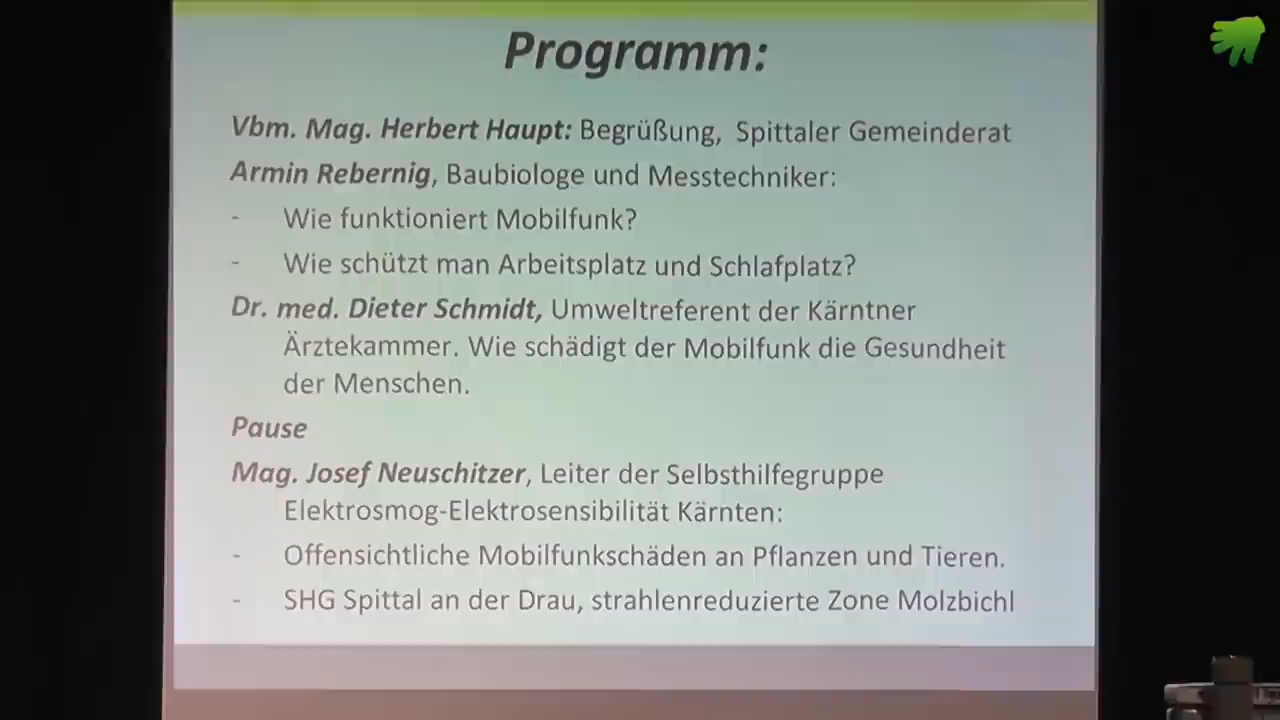 Programm:
Vbm. Mag. Herbert Haupt: Begrüßung, Spittaler Gemeinderat
Armin Rebernig, Baubiologe und Messtechniker:
- Wie funktioniert Mobilfunk?
- Wie schützt man Arbeitsplatz und Schlafplatz?
Dr. med. Dieter Schmidt, Umweltreferent der Kärntner
Ärztekammer. Wie schädigt der Mobilfunk die Gesundheit
der Menschen.
Pause
Mag. Josef Neuschitzer, Leiter der Selbsthilfegruppe
Elektrosmog-Elektrosensibilität Kärnten:
- Offensichtliche Mobilfunkschäden an Pflanzen und Tieren.
- SHG Spittal an der Drau, strahlenreduzierte Zone Molzbichl